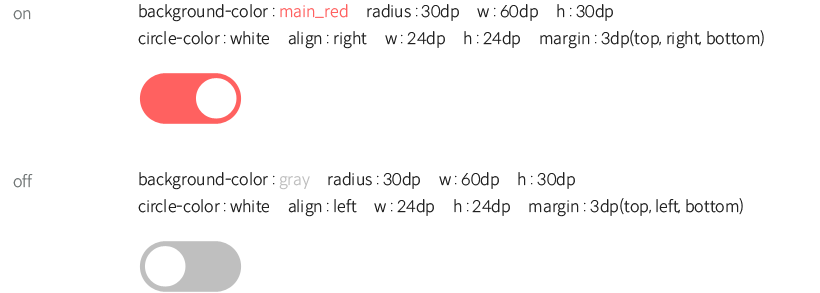 on
background-color : main_red radius : 30dp w : 60dp h : 30dp
circle-color : white align : right w : 24dp h : 24dp margin : 3dp(top, right, bottom)
off
background-color : gray radius : 30dp w : 60dp h : 30dp
circle-color : white align : left w : 24dp h : 24dp margin : 3dp(top, left, bottom)